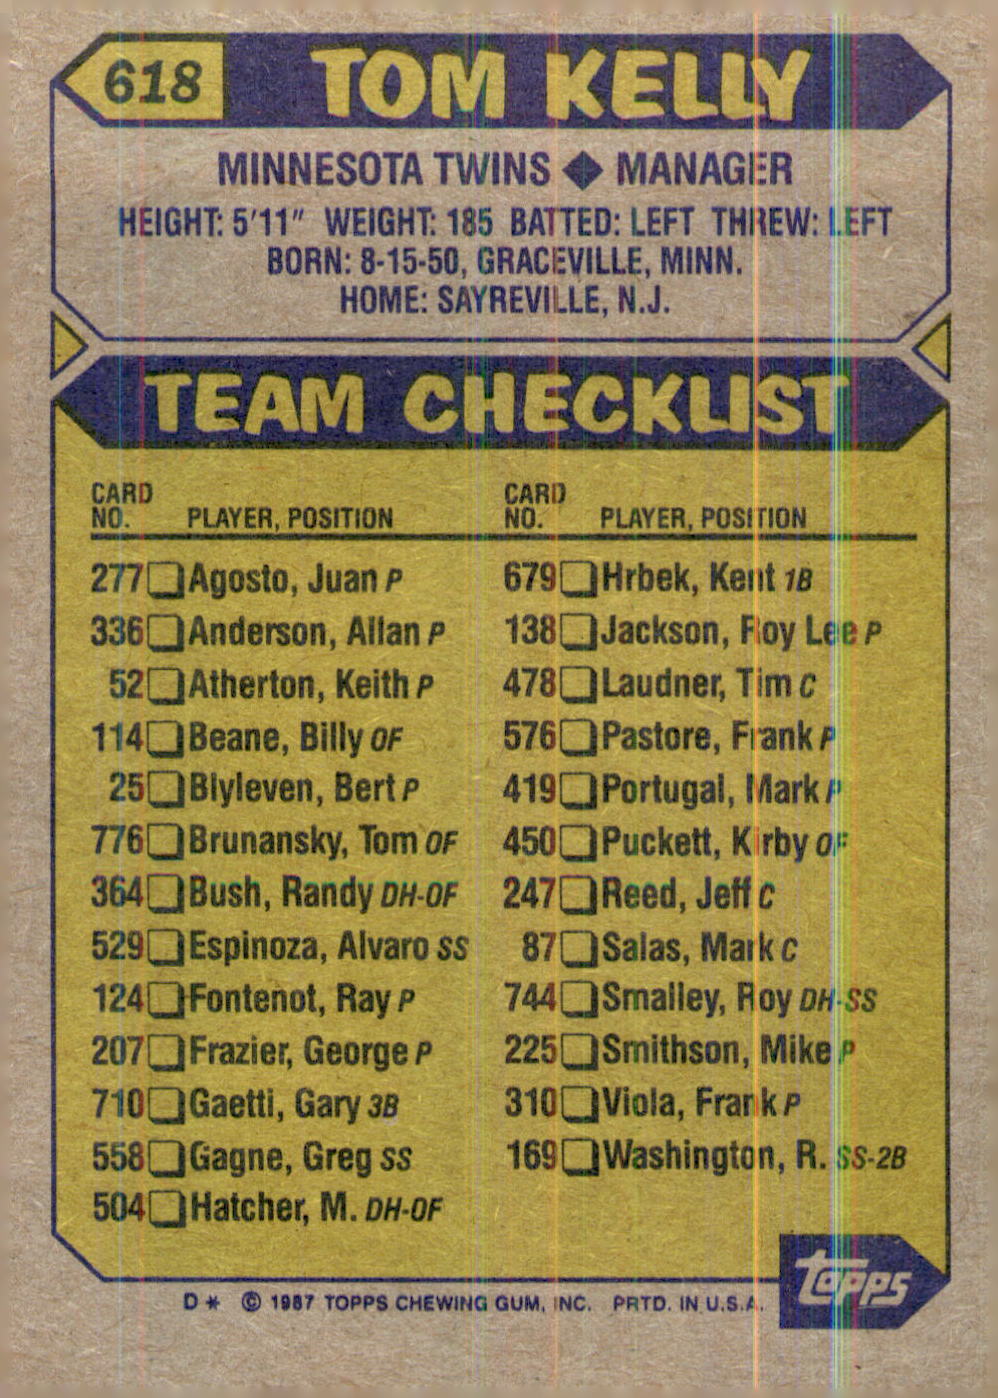 618 TOM KELLY
MINNESOTA TWINS ◆ MANAGER
HEIGHT: 5'11" WEIGHT: 185 BATTED: LEFT THREW: LEFT
BORN: 8-15-50, GRACEVILLE, MINN.
HOME: SAYREVILLE, N.J.
TEAM CHECKLIST
CARD
NO. PLAYER, POSITION
277 Agosto, Juan P
336 Anderson, Allan P
52 Atherton, Keith P
114 Beane, Billy OF
25 Blyleven, Bert P
776 Brunansky, Tom OF
364 Bush, Randy DH-OF
529 Espinoza, Alvaro SS
124 Fontenot, Ray P
207 Frazier, George P
710 Gaetti, Gary 3B
558 Gagne, Greg SS
504 Hatcher, M. DH-OF
CARD
NO. PLAYER, POSITION
679 Hrbek, Kent 1B
138 Jackson, Roy Lee P
478 Laudner, Tim C
576 Pastore, Frank P
419 Portugal, Mark P
450 Puckett, Kirby OF
247 Reed, Jeff C
87 Salas, Mark C
744 Smalley, Roy DH-SS
225 Smithson, Mike P
310 Viola, Frank P
169 Washington, R. SS-2B
topps
D* © 1987 TOPPS CHEWING GUM, INC. PRTD. IN U.S.A.